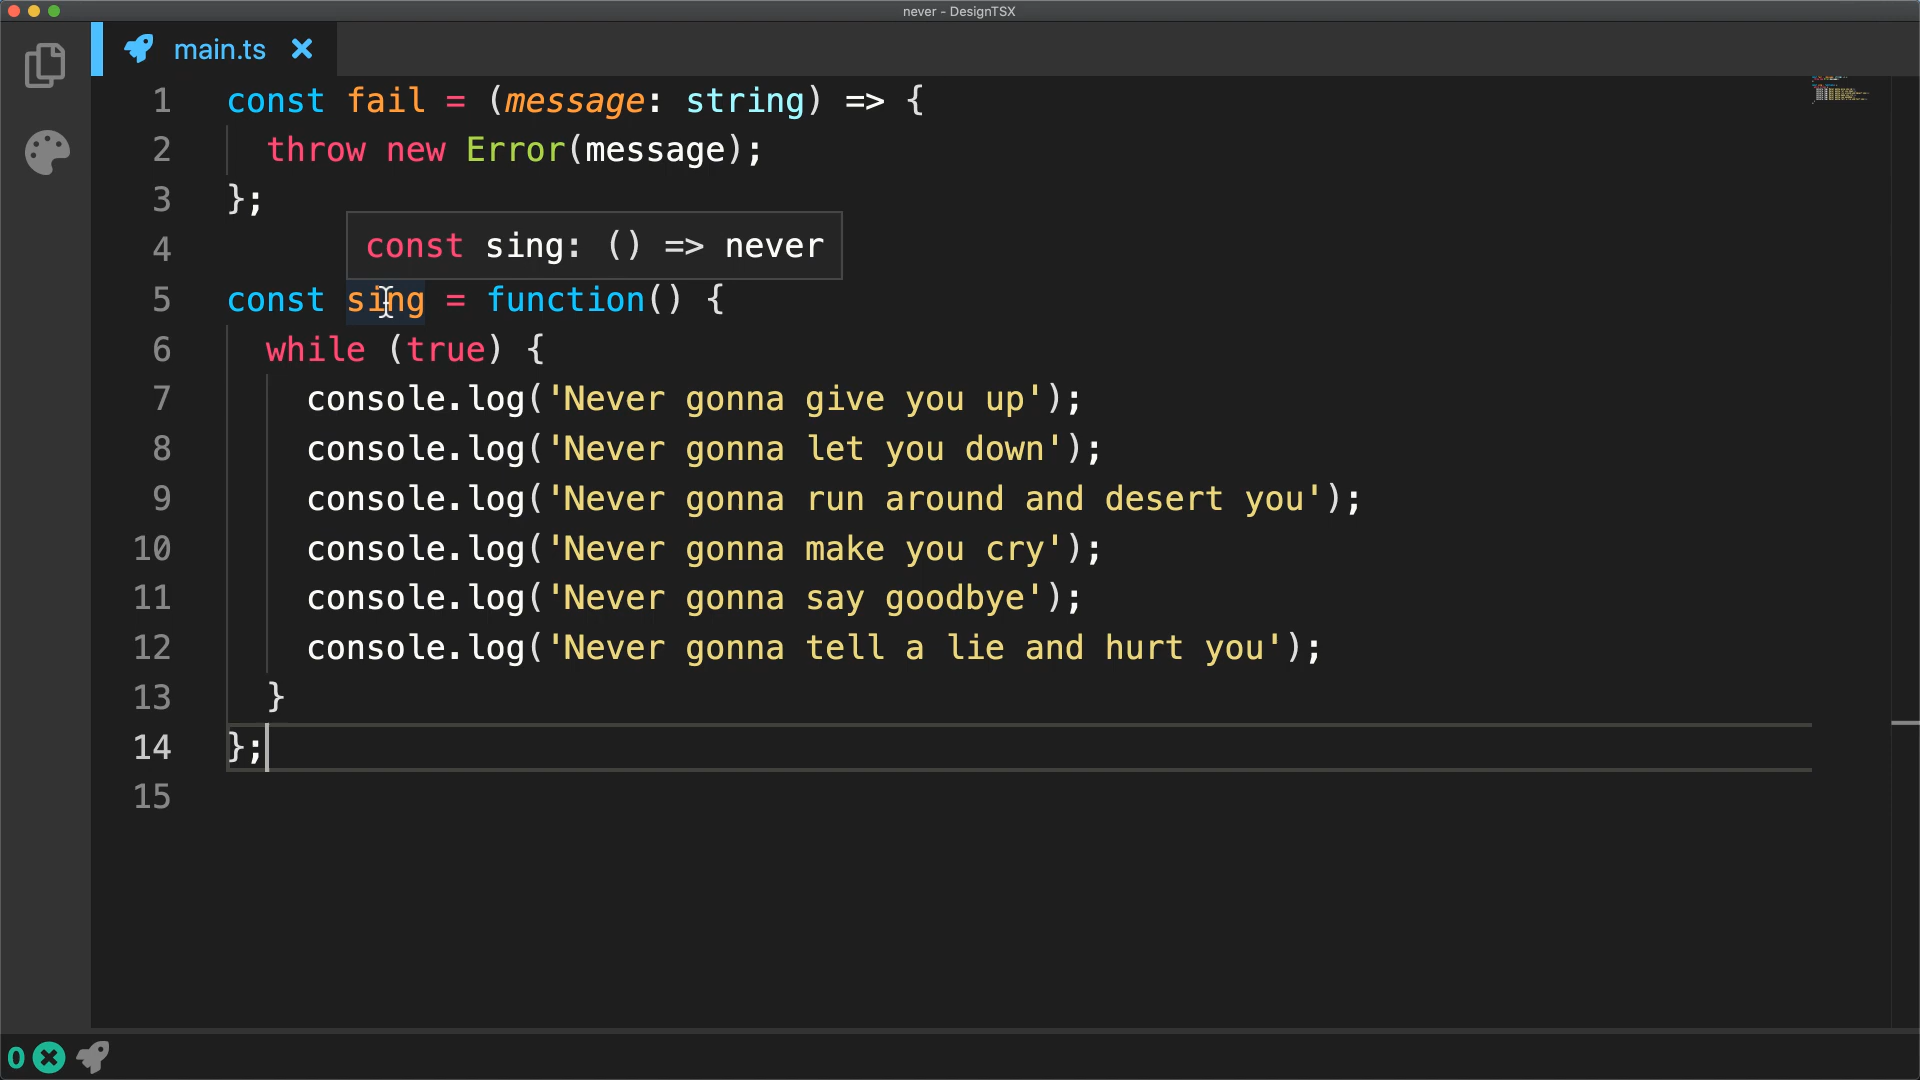 never - DesignTSX
main.ts
1 const fail = (message: string) => {
2 throw new Error(message);
3 };
4
const sing: () => never
5 const sing = function() {
6 while (true) {
7 console.log('Never gonna give you up');
8 console.log('Never gonna let you down');
9 console.log('Never gonna run around and desert you');
10 console.log('Never gonna make you cry');
11 console.log('Never gonna say goodbye');
12 console.log('Never gonna tell a lie and hurt you');
13 }
14 };
15
0